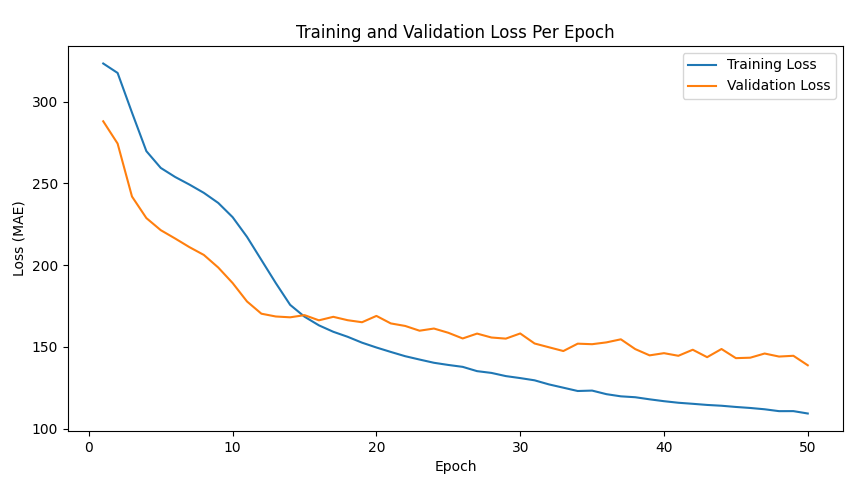 Training and Validation Loss Per Epoch
Training Loss
Validation Loss
Loss (MAE)
300
250
200
150
100
0 10 20 30 40 50
Epoch